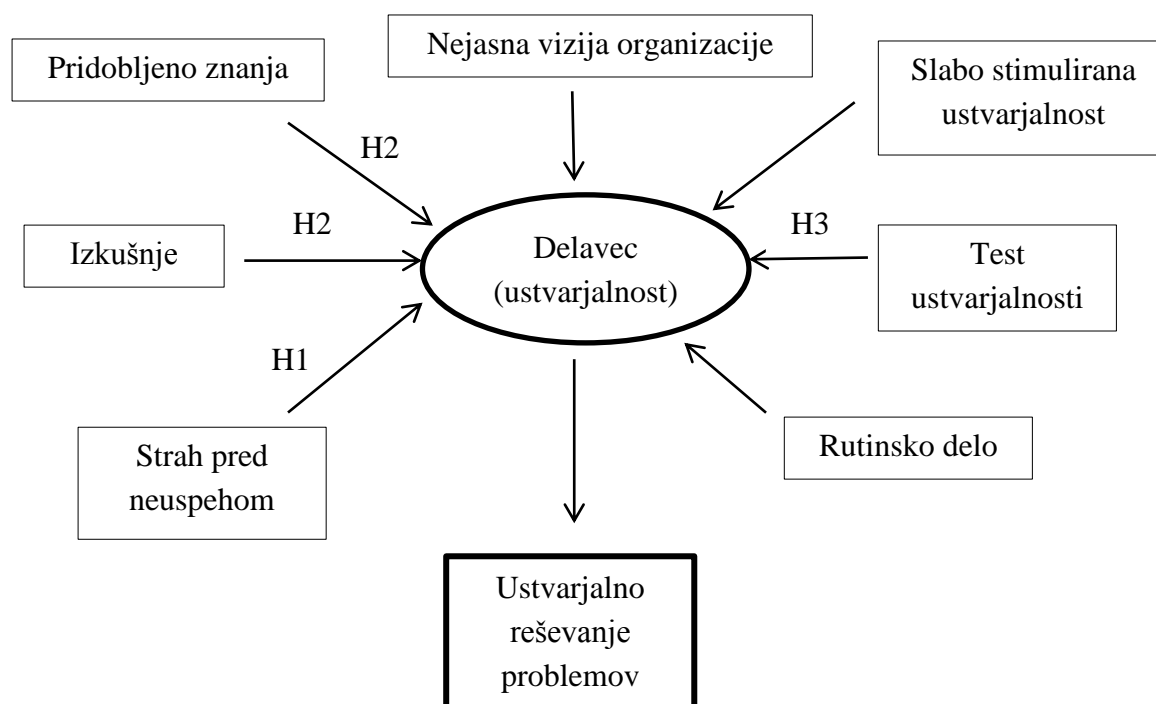 Nejasna vizija organizacije
Pridobljeno znanja
Slabo stimulirana
ustvarjalnost
H2
H2
H3
Izkušnje
Delavec
(ustvarjalnost)
Test
ustvarjalnosti
H1
Strah pred
neuspehom
Rutinsko delo
Ustvarjalno
reševanje
problemov